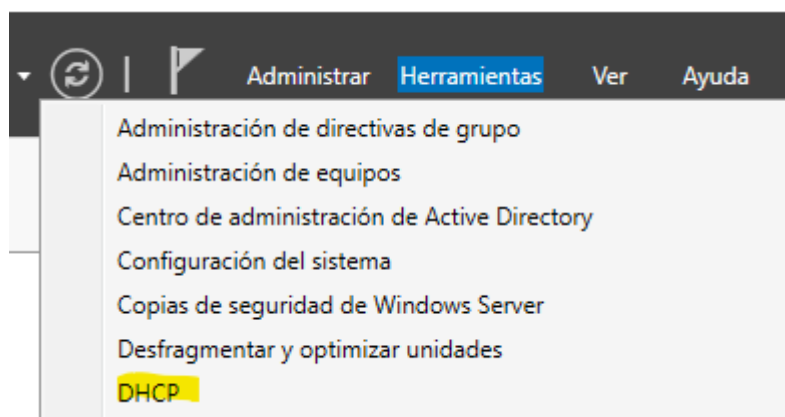 Administrar Herramientas Ver Ayuda
Administración de directivas de grupo
Administración de equipos
Centro de administración de Active Directory
Configuración del sistema
Copias de seguridad de Windows Server
Desfragmentar y optimizar unidades
DHCP